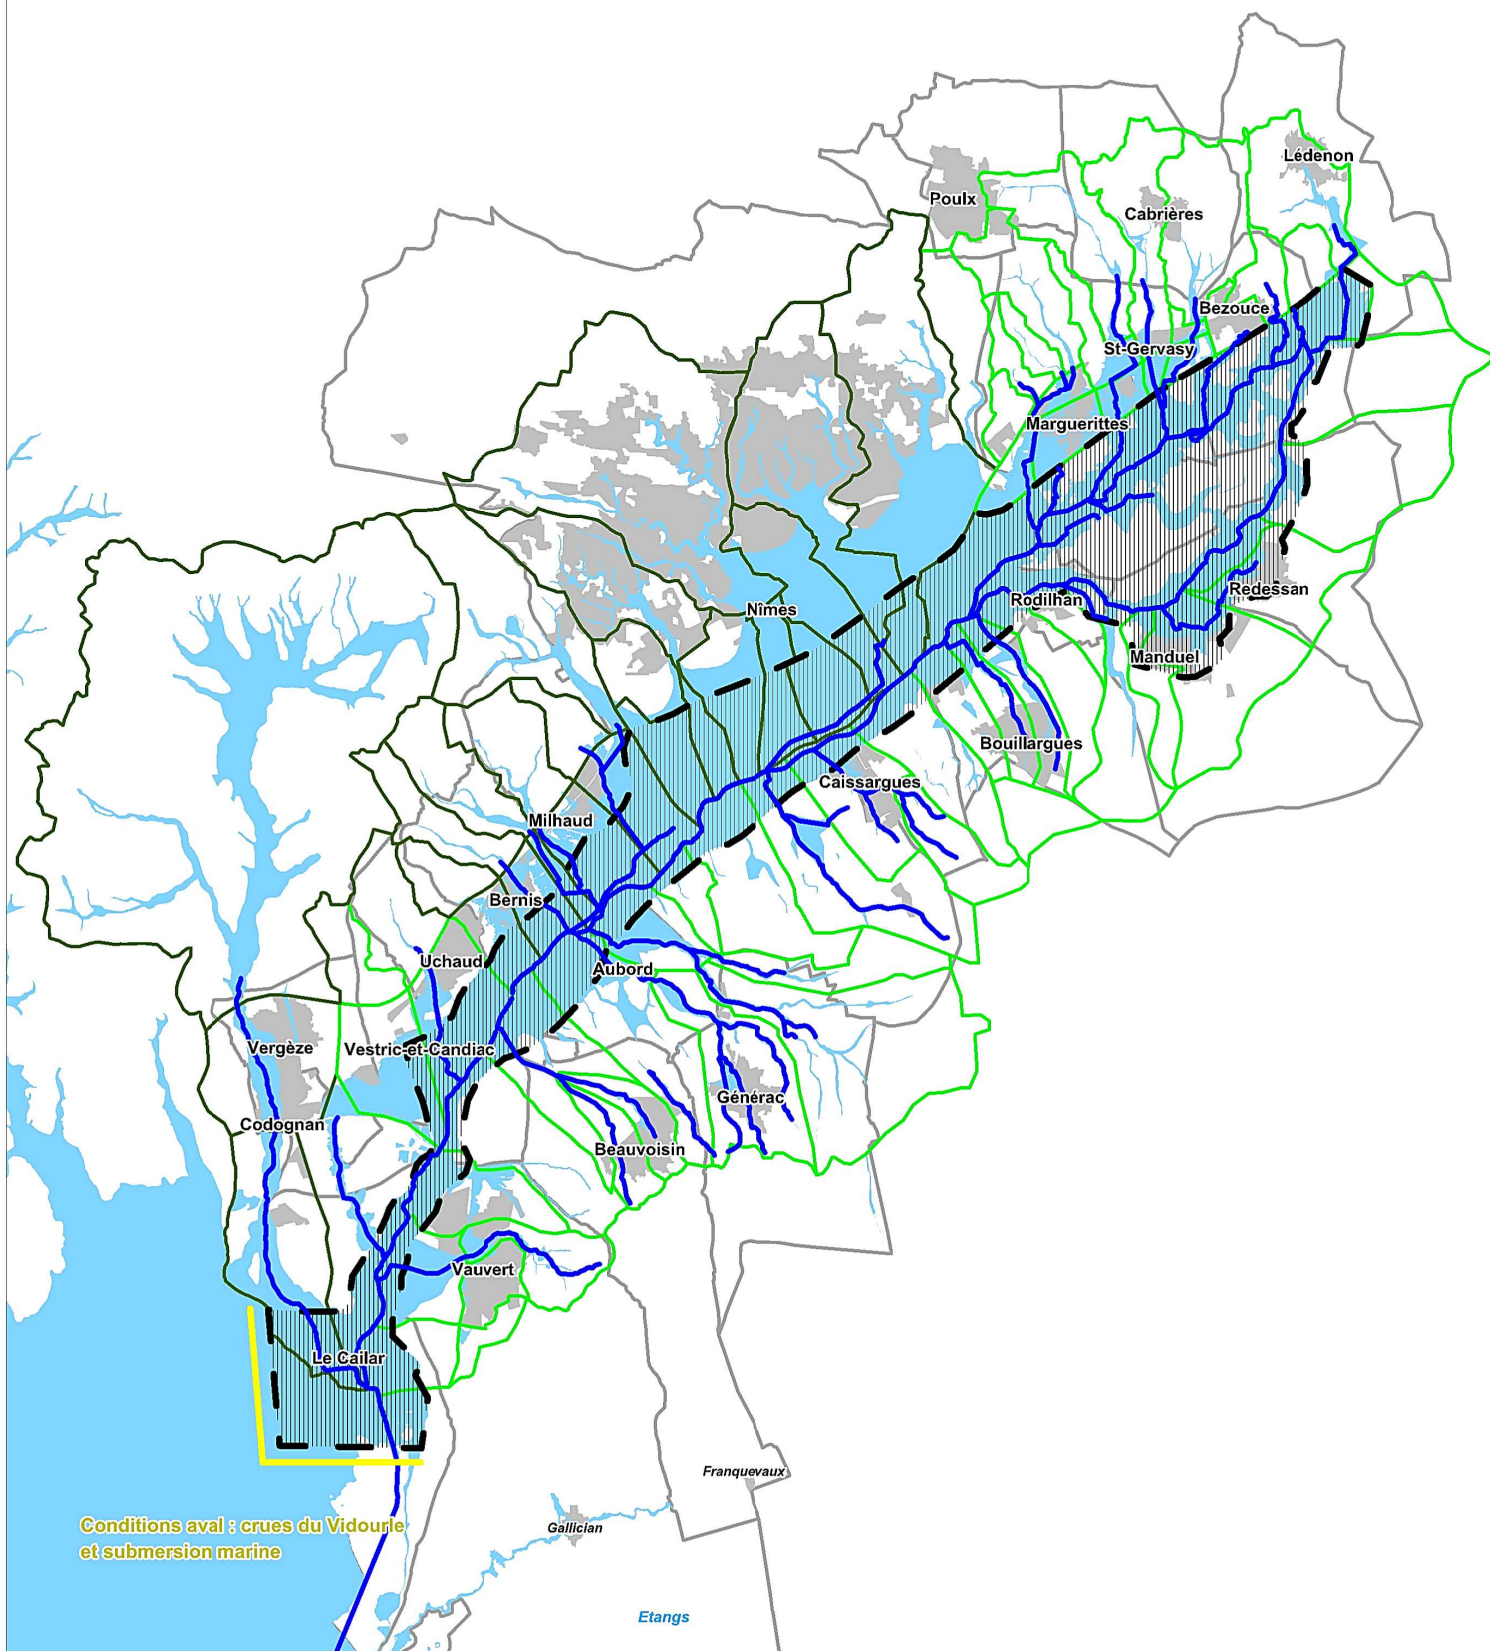 Lédenon
Poulx
Cabrières
Bezouce
St-Gervasy
Marguerittes
Redessan
Rodilhan
Nîmes
Manduel
Bouillargues
Caissargues
Milhaud
Bernis
Uchaud
Aubord
Vergèze
Vestric-et-Candiac
Générac
Codognan
Beauvoisin
Vauvert
Le Cailar
Franquevaux
Conditions aval : crues du Vidourle
et submersion marine
Gallician
Etangs